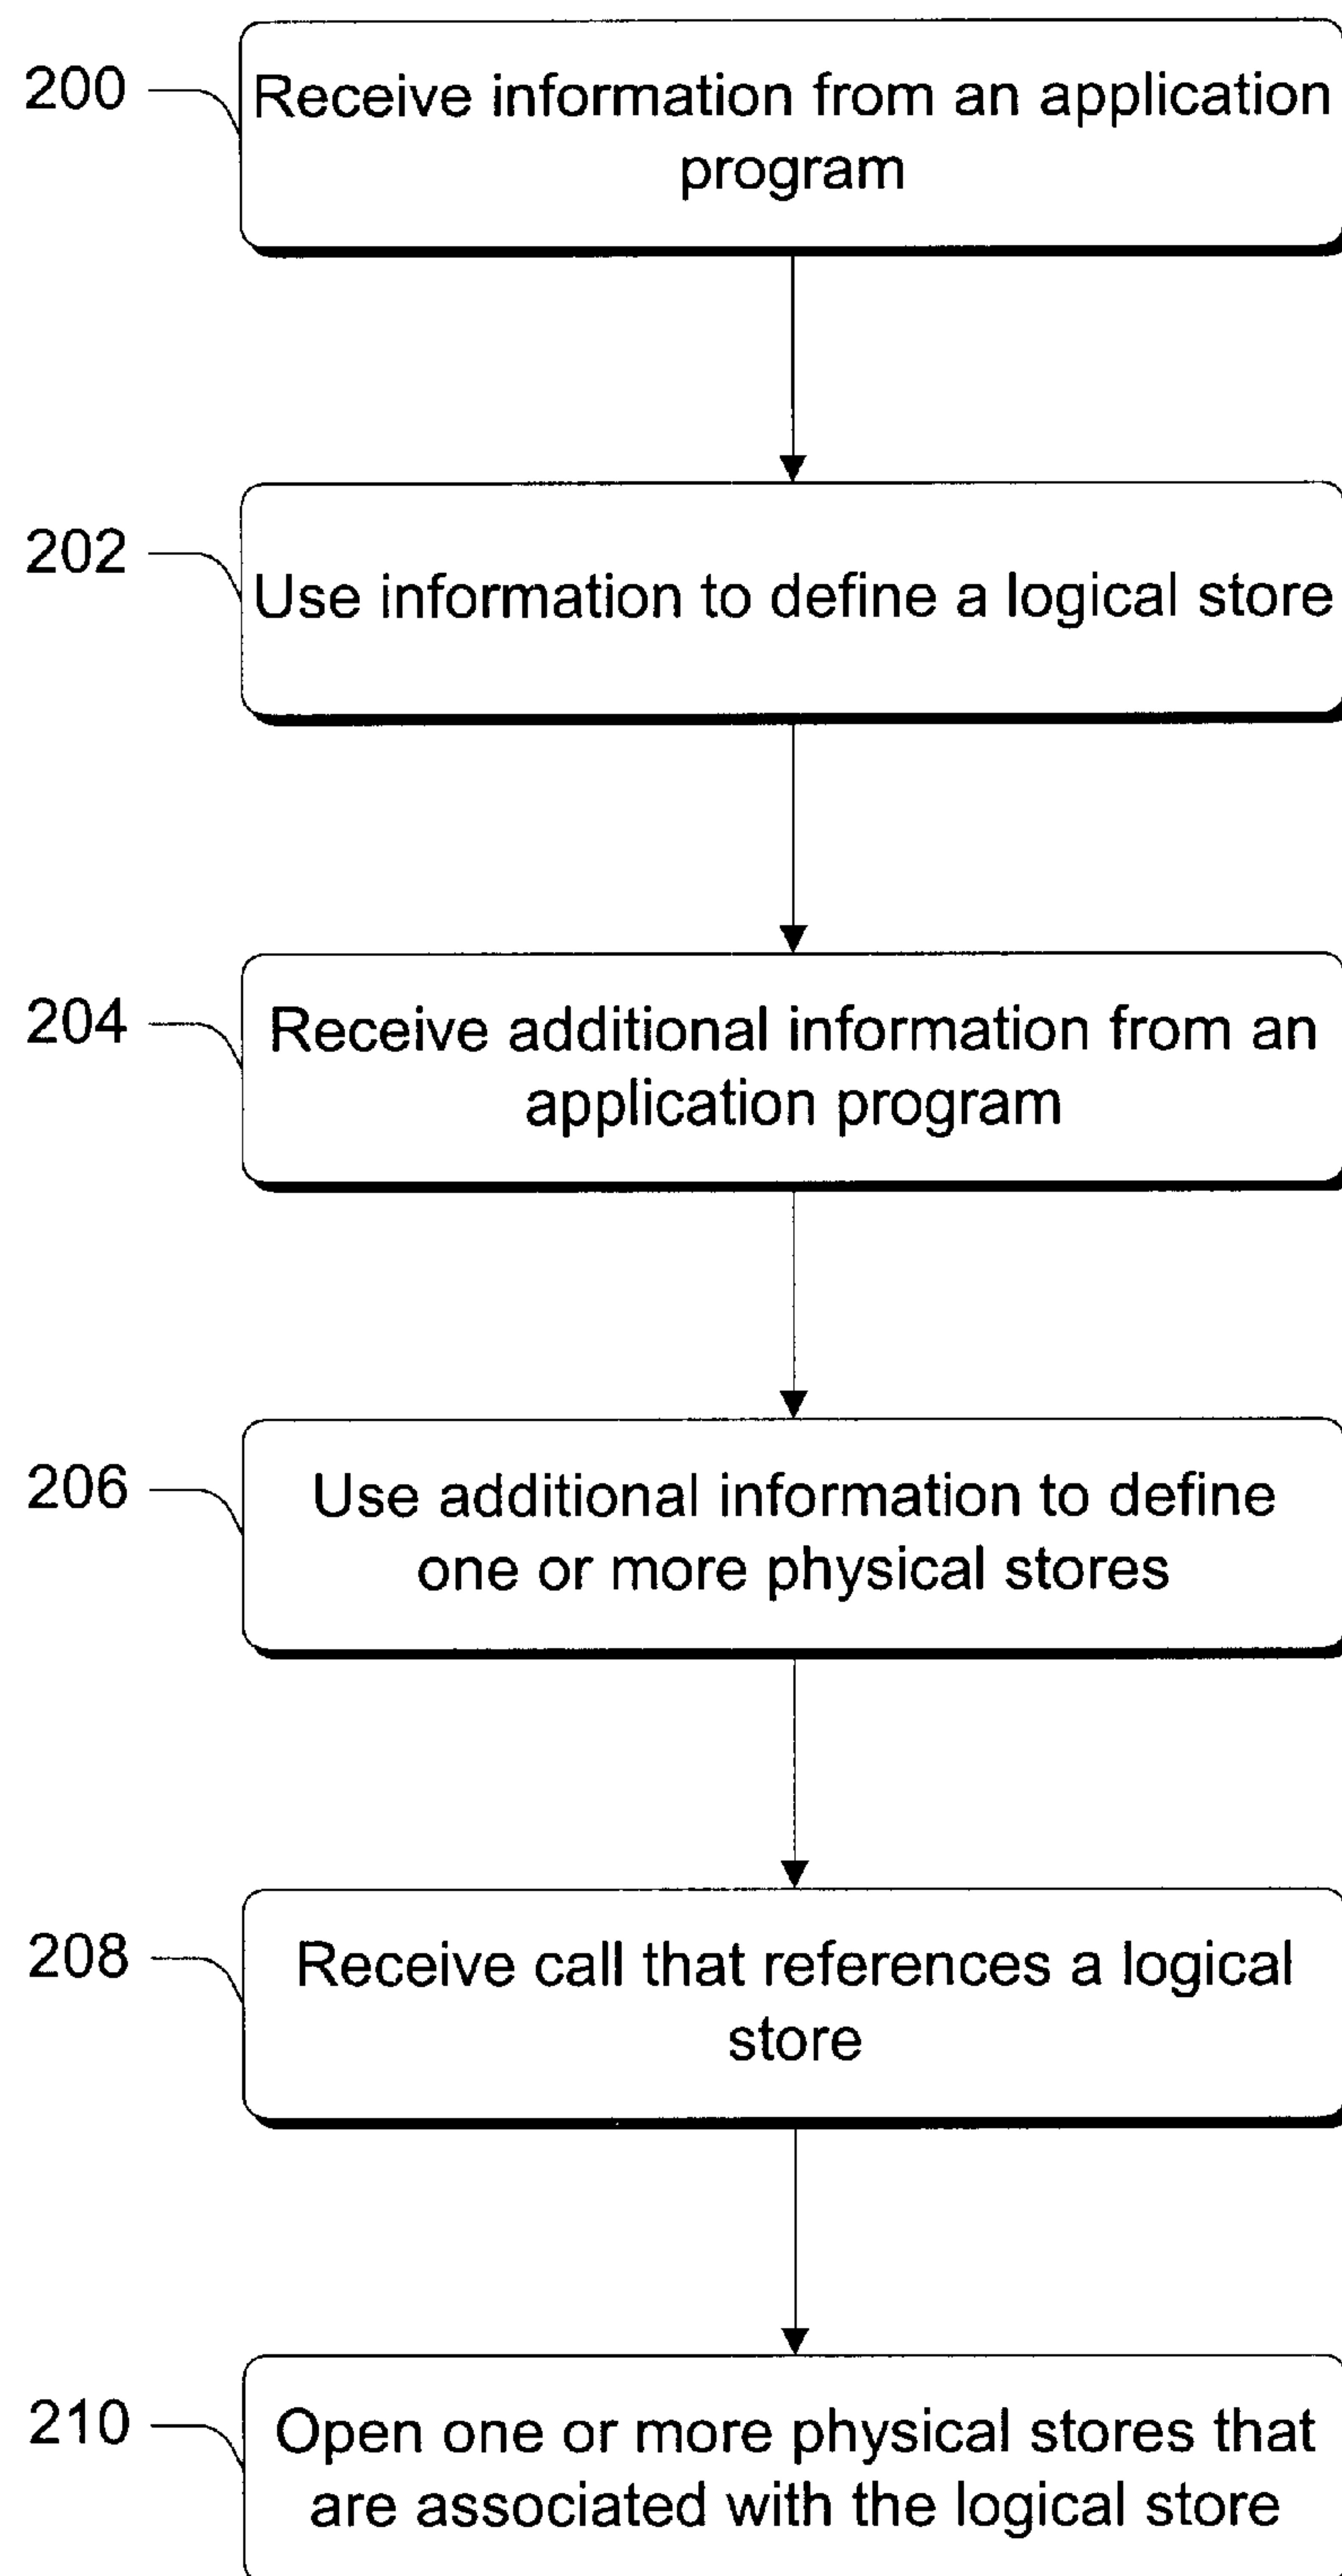 200
Receive information from an application
program
202
Use information to define a logical store
204
Receive additional information from an
application program
206
Use additional information to define
one or more physical stores
208
Receive call that references a logical
store
210
Open one or more physical stores that
are associated with the logical store